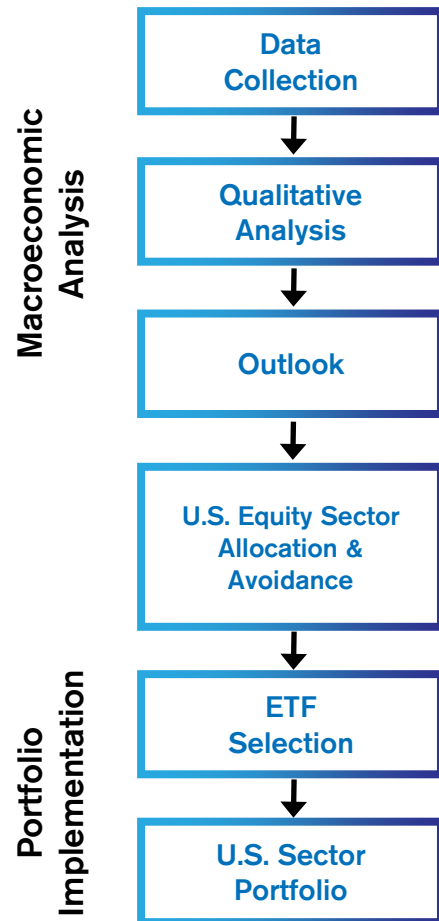 Macroeconomic
Analysis
Data
Collection
Qualitative
Analysis
Outlook
U.S. Equity Sector
Allocation &
Avoidance
Portfolio
Implementation
ETF
Selection
U.S. Sector
Portfolio